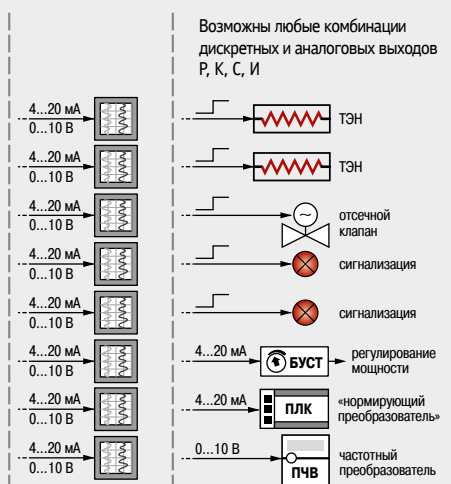 Возможны любые комбинации
дискретных и аналоговых выходов
Р, К, С, И
4...20 мА
0...10 В
ТЭН
4...20 мА
0...10 В
ТЭН
4...20 мА
0...10 В
~
отсечной
клапан
4...20 мА
0...10 В
сигнализация
4...20 мА
0...10 В
сигнализация
4...20 мА
0...10 В
4...20 мА
БУСТ
регулирование
мощности
4...20 мА
0...10 В
4...20 мА
ПЛК
«нормирующий
преобразователь»
4...20 мА
0...10 В
0...10 В
ПЧВ
частотный
преобразователь